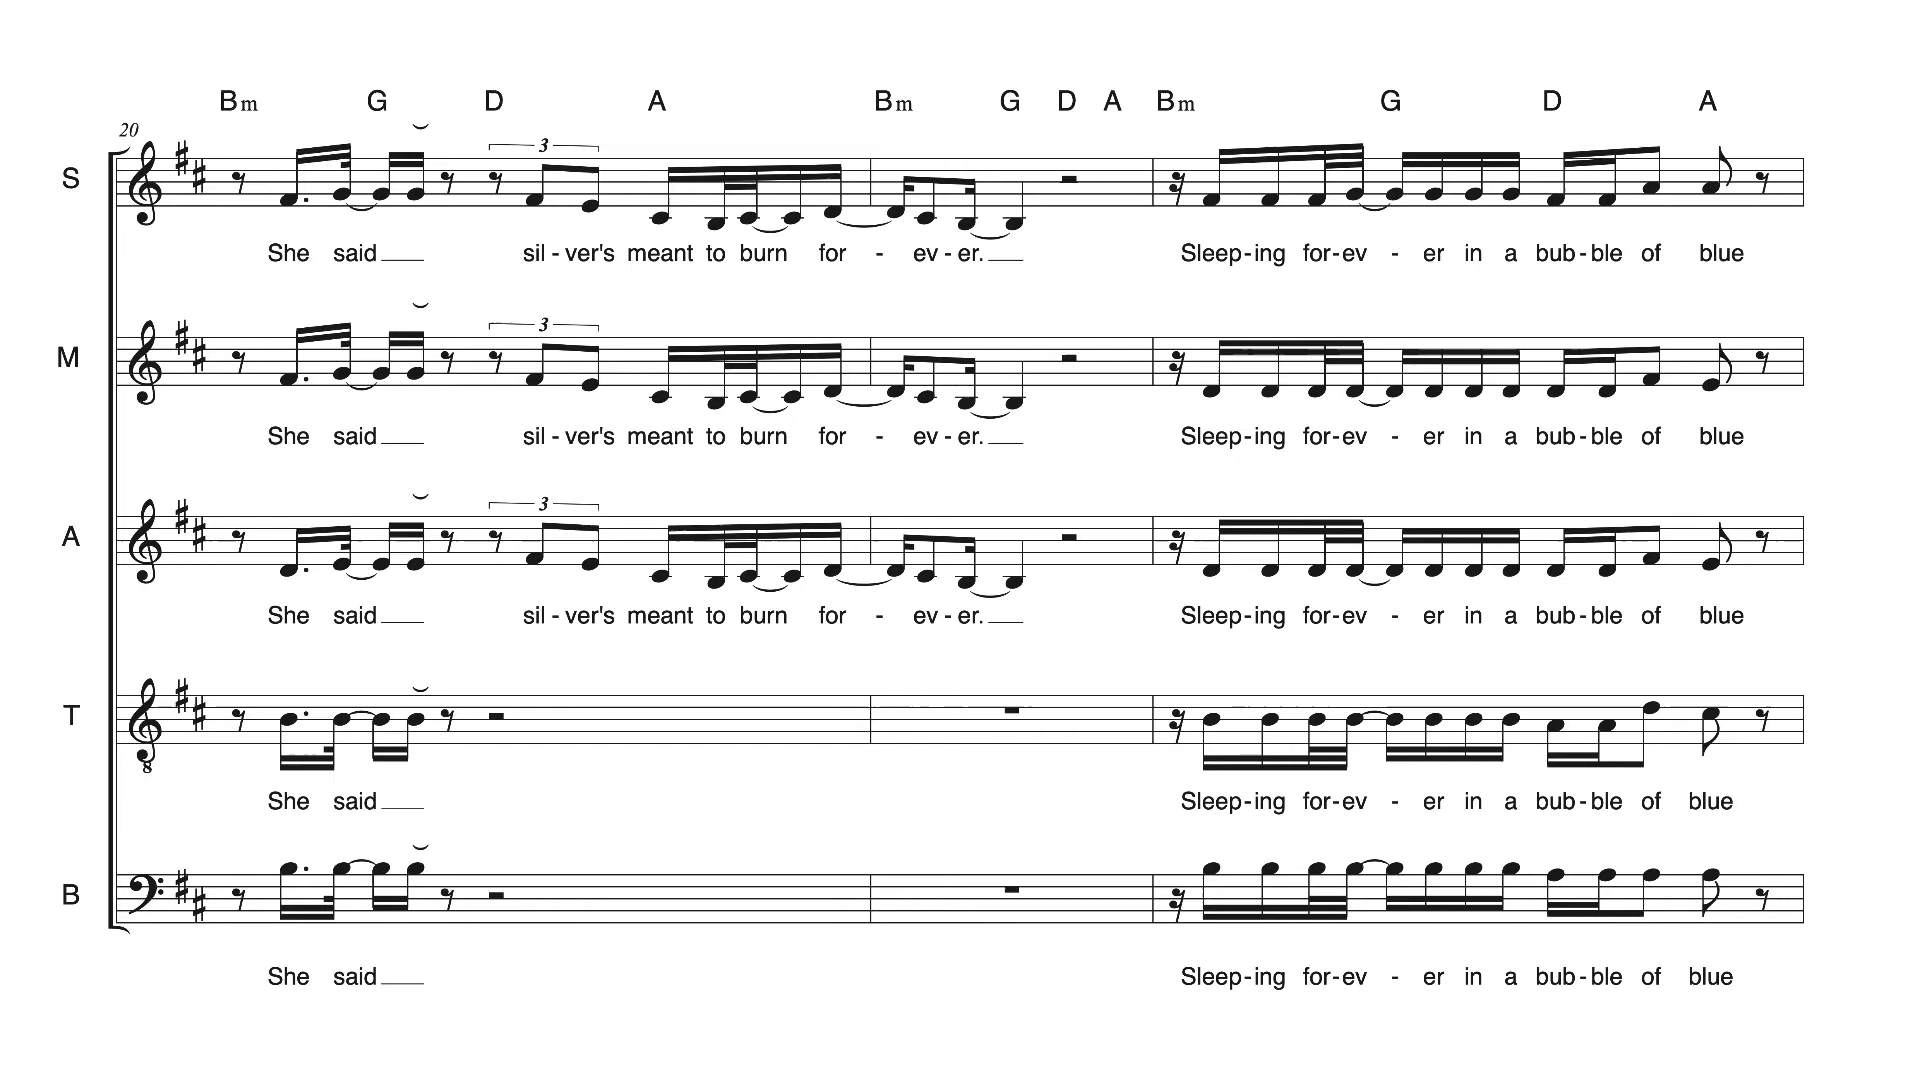 Bm G D A Bm G D A Bm G D A
20
S
3
She said sil - ver's meant to burn for - ev - er. Sleep - ing for - ev - er in a bub - ble of blue
M
3
She said sil - ver's meant to burn for - ev - er. Sleep - ing for - ev - er in a bub - ble of blue
A
3
She said sil - ver's meant to burn for - ev - er. Sleep - ing for - ev - er in a bub - ble of blue
T
8
She said Sleep - ing for - ev - er in a bub - ble of blue
B
She said Sleep - ing for - ev - er in a bub - ble of blue